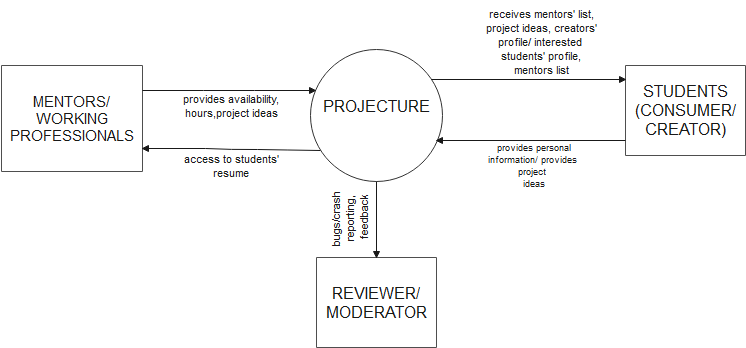 receives mentors' list,
project ideas, creators'
profile/ interested
students' profile,
mentors list
MENTORS/
WORKING
PROFESSIONALS
provides availability,
hours,project ideas
PROJECTURE
STUDENTS
(CONSUMER/
CREATOR)
access to students'
resume
provides personal
information/ provides
project
ideas
bugs/crash
reporting,
feedback
REVIEWER/
MODERATOR